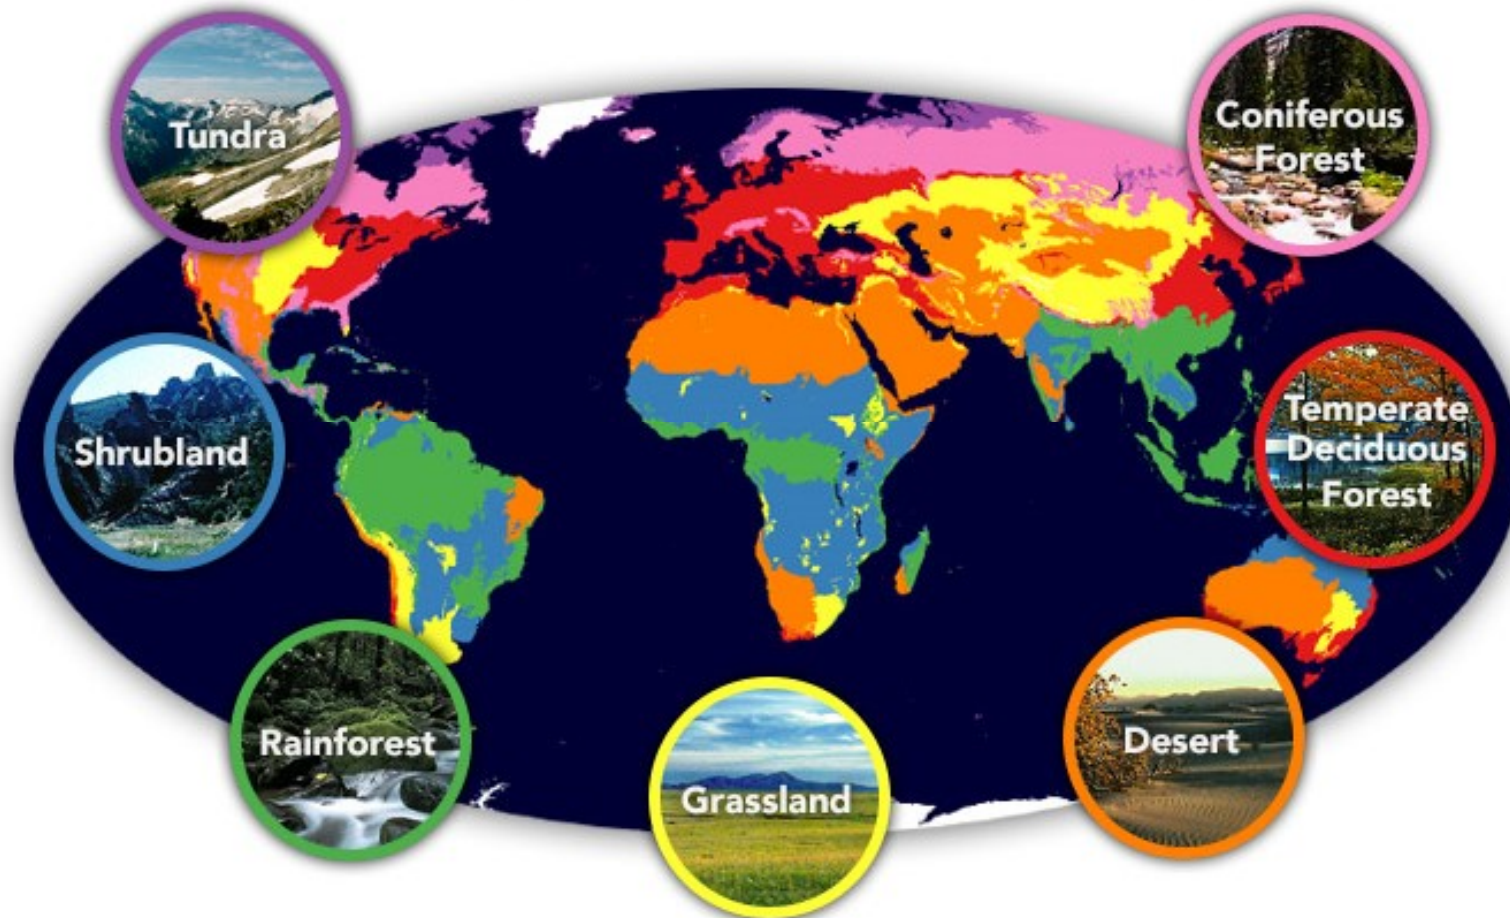 Tundra
Coniferous
Forest
Shrubland
Temperate
Deciduous
Forest
Rainforest
Grassland
Desert